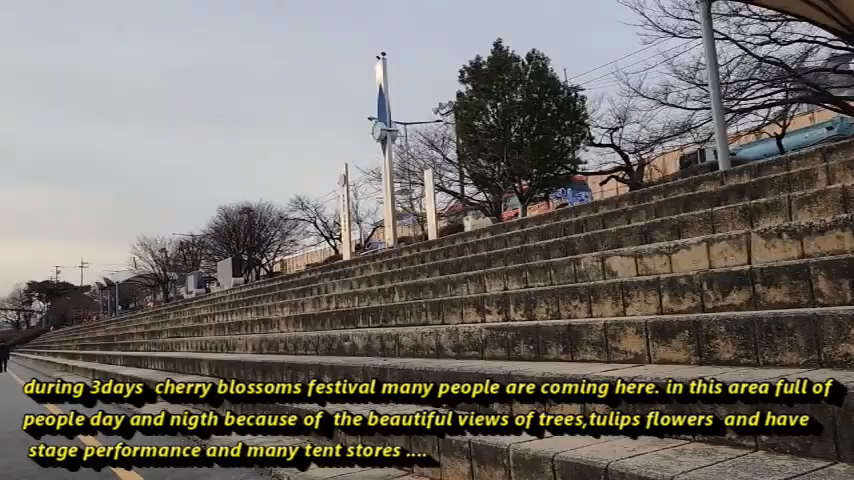 during 3days cherry blossoms festival many people are coming here. in this area full of
people day and nigth because of the beautiful views of trees,tulips flowers and have
stage performance and many tent stores ....